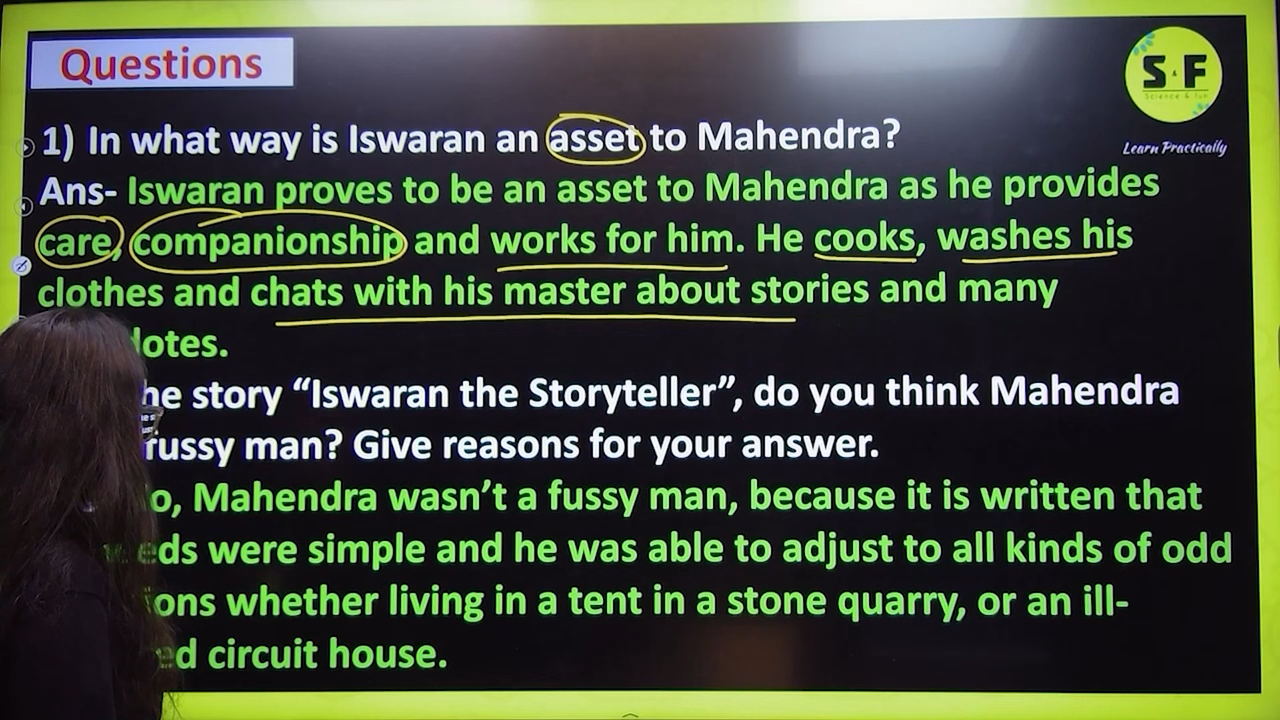 Questions
S&F
Science & fun
Learn Practically
1) In what way is Iswaran an asset to Mahendra?
Ans- Iswaran proves to be an asset to Mahendra as he provides
care, companionship and works for him. He cooks, washes his
clothes and chats with his master about stories and many
story "Iswaran the Storyteller", do you think Mahendra
fussy man? Give reasons for your answer.
Mahendra wasn't a fussy man, because it is written that
were simple and he was able to adjust to all kinds of odd
whether living in a tent in a stone quarry, or an ill-
circuit house.